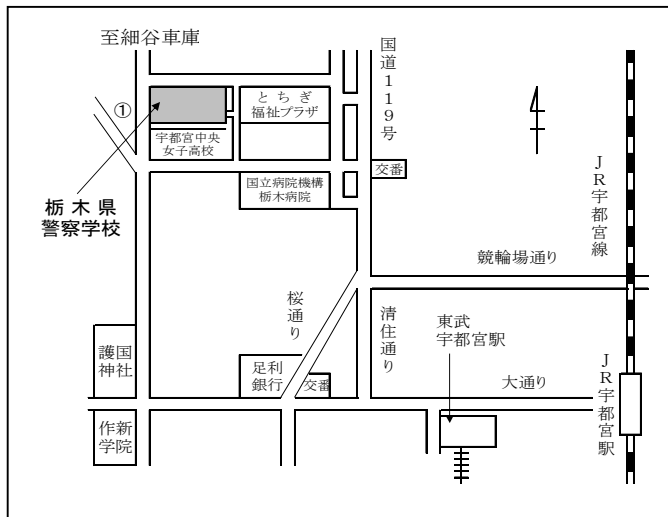 至細谷車庫
国道119号
①
とちぎ
福祉プラザ
宇都宮中央
女子高校
交番
国立病院機構
栃木病院
栃木県
警察学校
JR宇都宮線
競輪場通り
桜通り
清住通り
東武
宇都宮駅
護国
神社
足利
銀行
交番
大通り
JR宇都宮駅
作新
学院